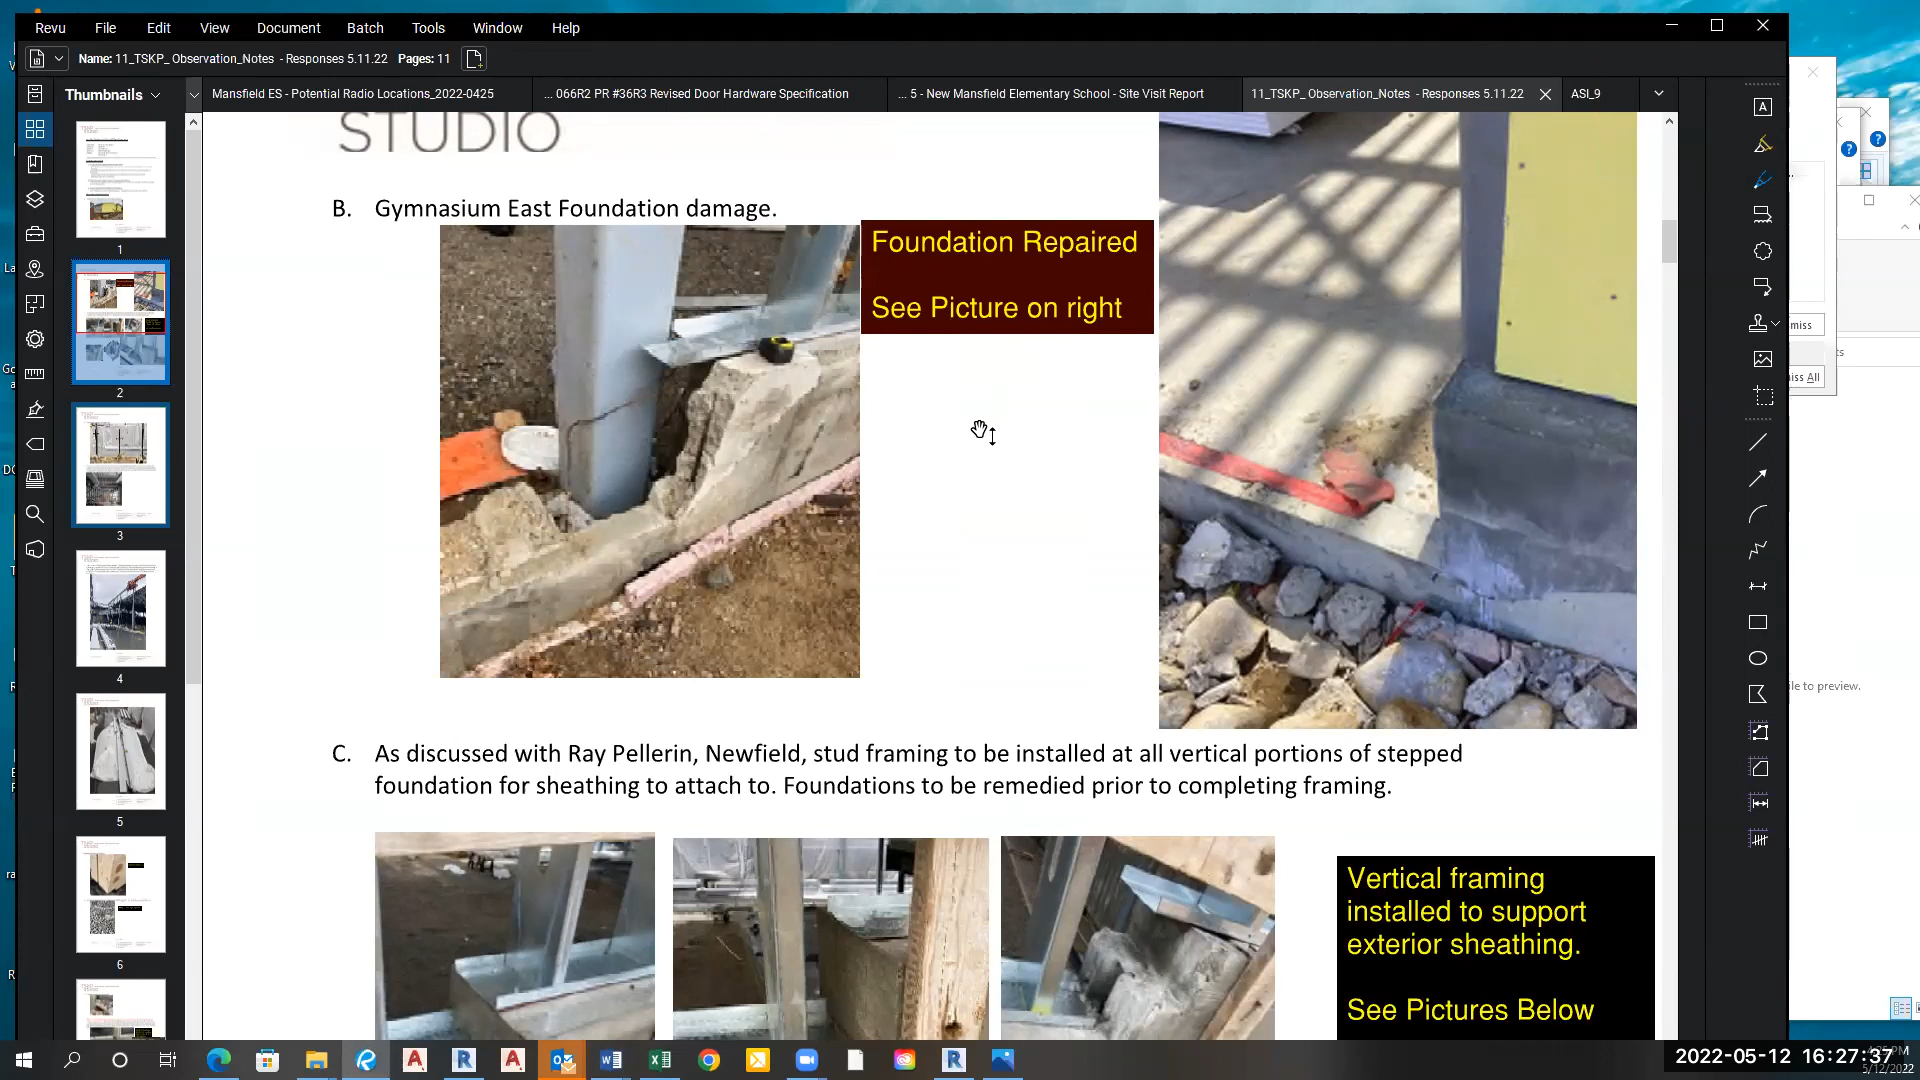 Revu File Edit View Document Batch Tools Window Help
Name: 11_TSKP_ Observation_Notes - Responses 5.11.22 Pages: 11
Thumbnails
Mansfield ES - Potential Radio Locations_2022-0425
... 066R2 PR #36R3 Revised Door Hardware Specification
... 5 - New Mansfield Elementary School - Site Visit Report
11_TSKP_ Observation_Notes - Responses 5.11.22
ASI_9
STUDIO
B. Gymnasium East Foundation damage.
Foundation Repaired
See Picture on right
C. As discussed with Ray Pellerin, Newfield, stud framing to be installed at all vertical portions of stepped
foundation for sheathing to attach to. Foundations to be remedied prior to completing framing.
Vertical framing
installed to support
exterior sheathing.
See Pictures Below
1
2
3
4
5
6
miss
ts
iss All
ile to preview.
2022-05-12 16:27:37
5/12/2022